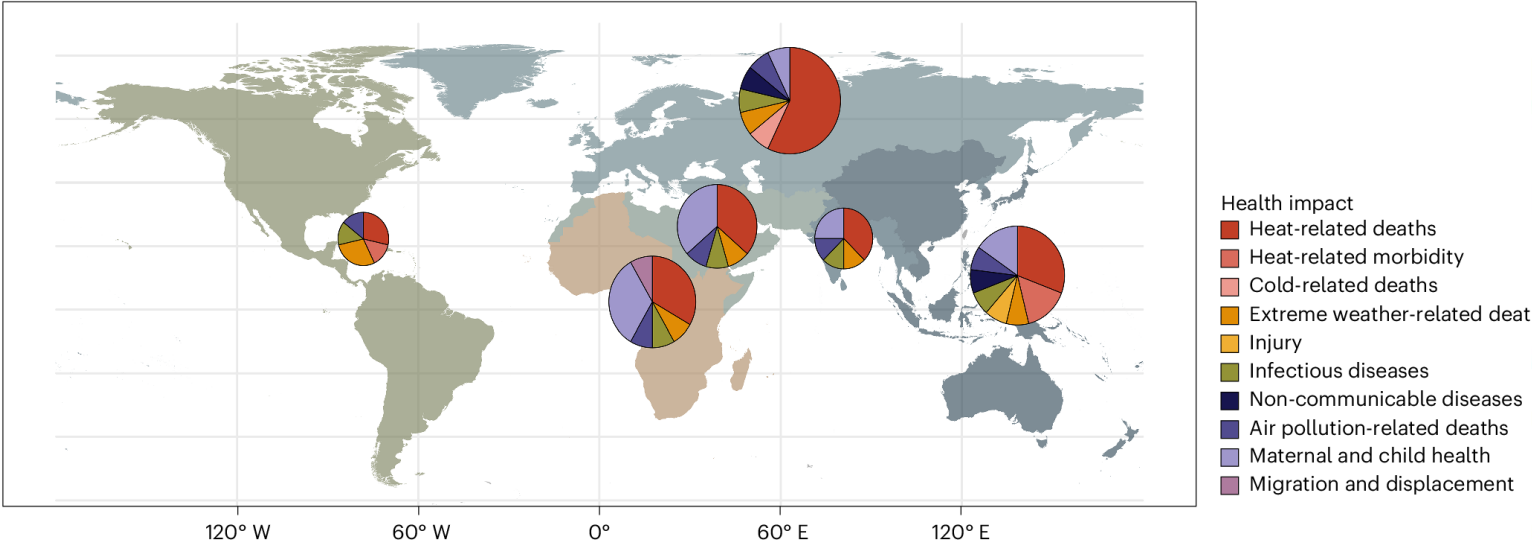 Health impact
Heat-related deaths
Heat-related morbidity
Cold-related deaths
Extreme weather-related deat
Injury
Infectious diseases
Non-communicable diseases
Air pollution-related deaths
Maternal and child health
Migration and displacement
120° W 60° W 0° 60° E 120° E